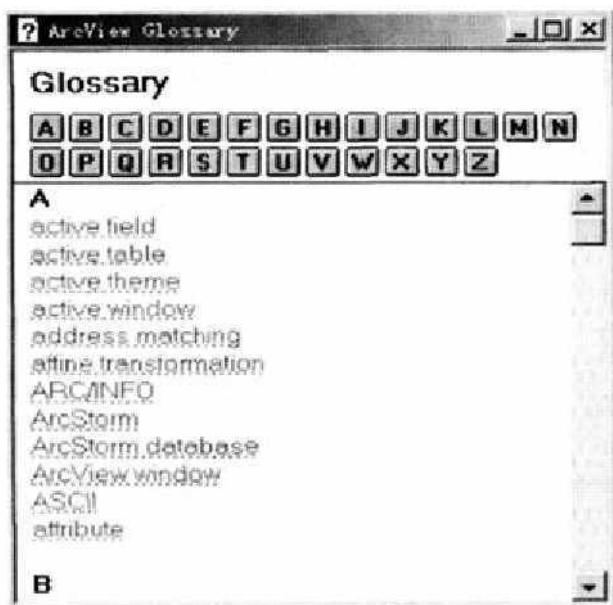 ? ArcView Glossary
Glossary
A B C D E F G H I J K L M N
O P Q R S T U V W X Y Z
A
active field
active table
active theme
active window
address matching
affine transformation
ARC/INFO
ArcStorm
ArcStorm database
ArcView window
ASCII
attribute
B